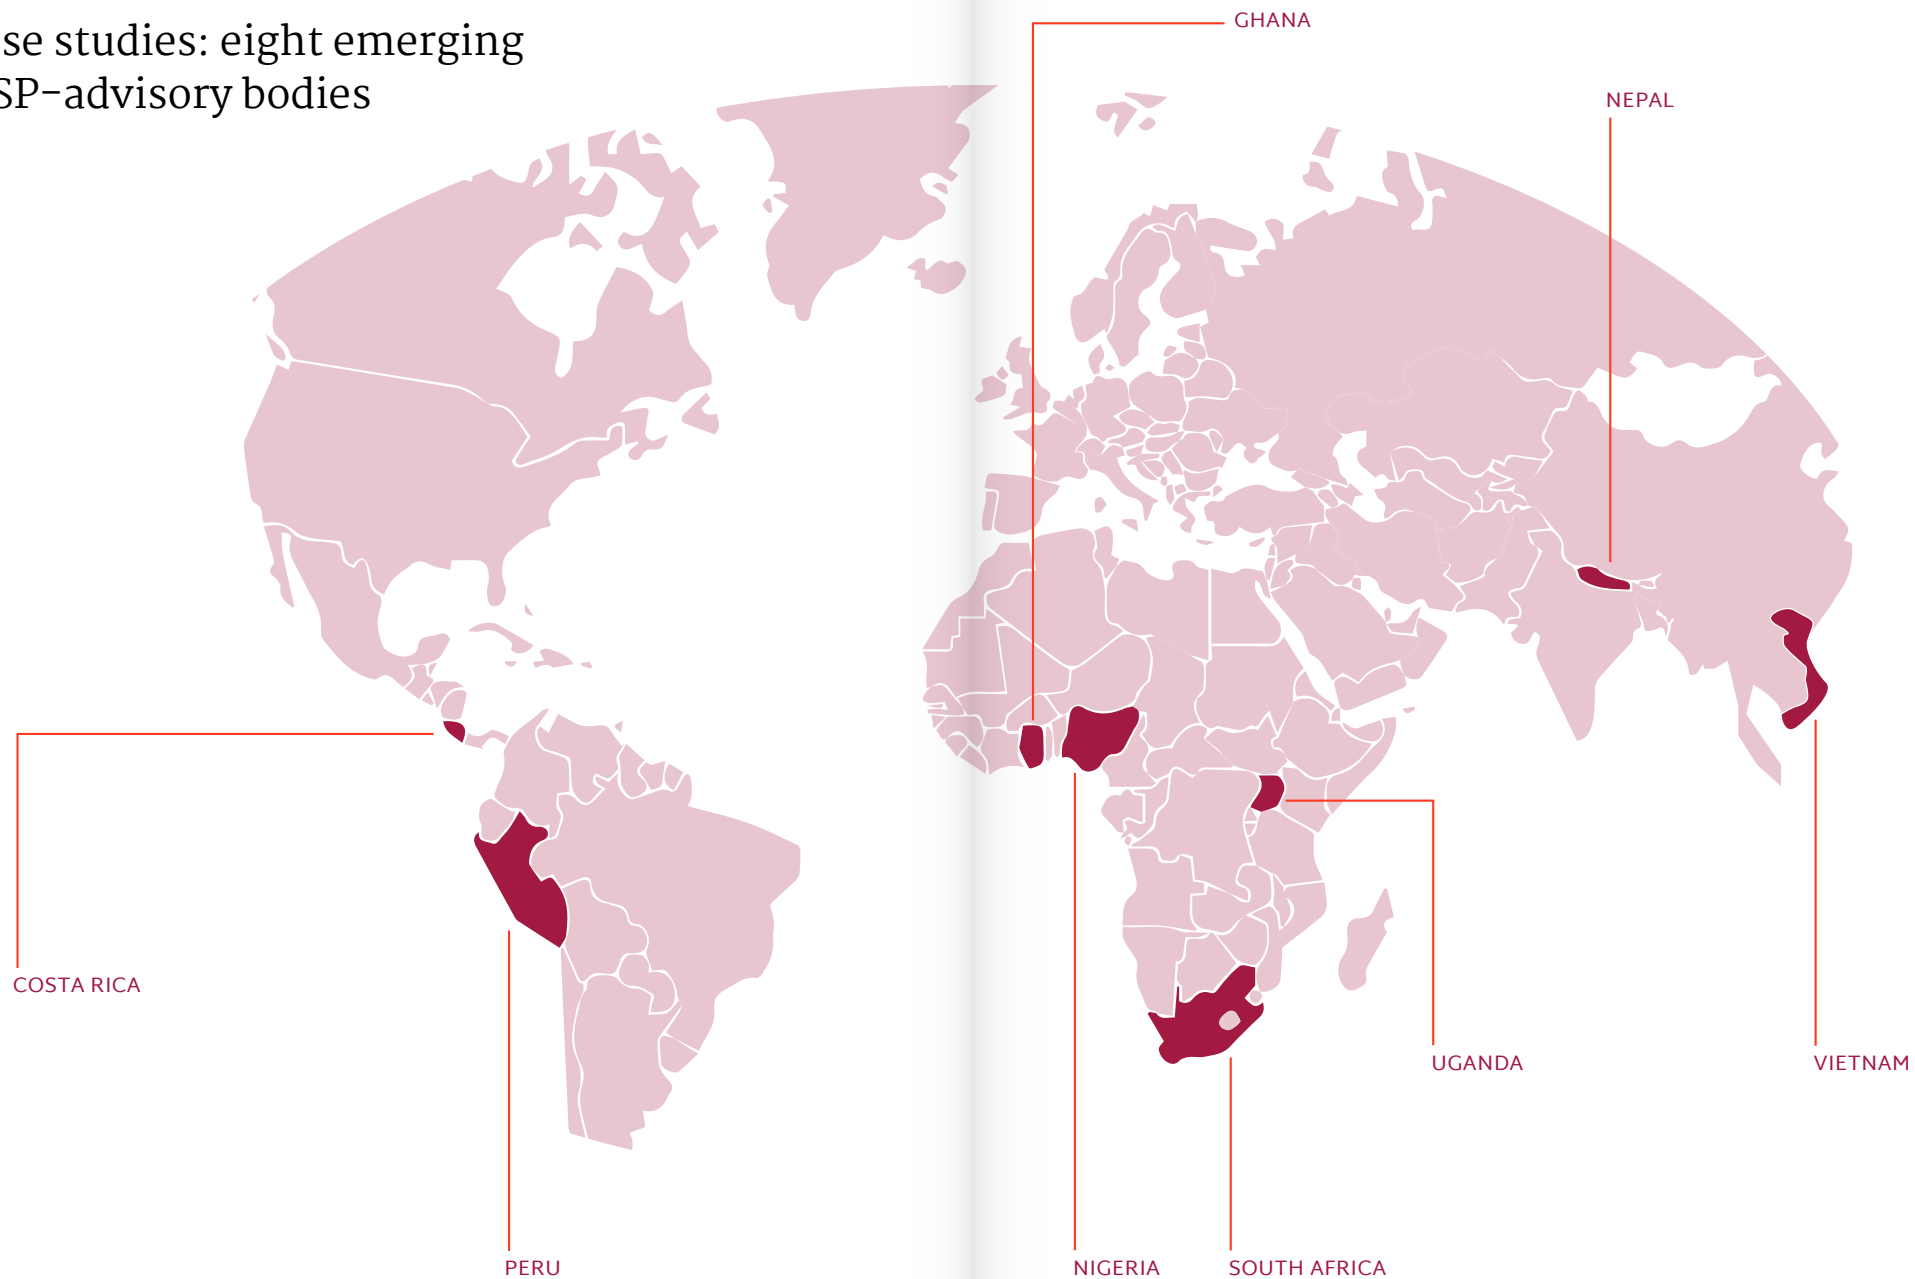 se studies: eight emerging
SP-advisory bodies
GHANA
NEPAL
COSTA RICA
UGANDA
VIETNAM
PERU
NIGERIA
SOUTH AFRICA